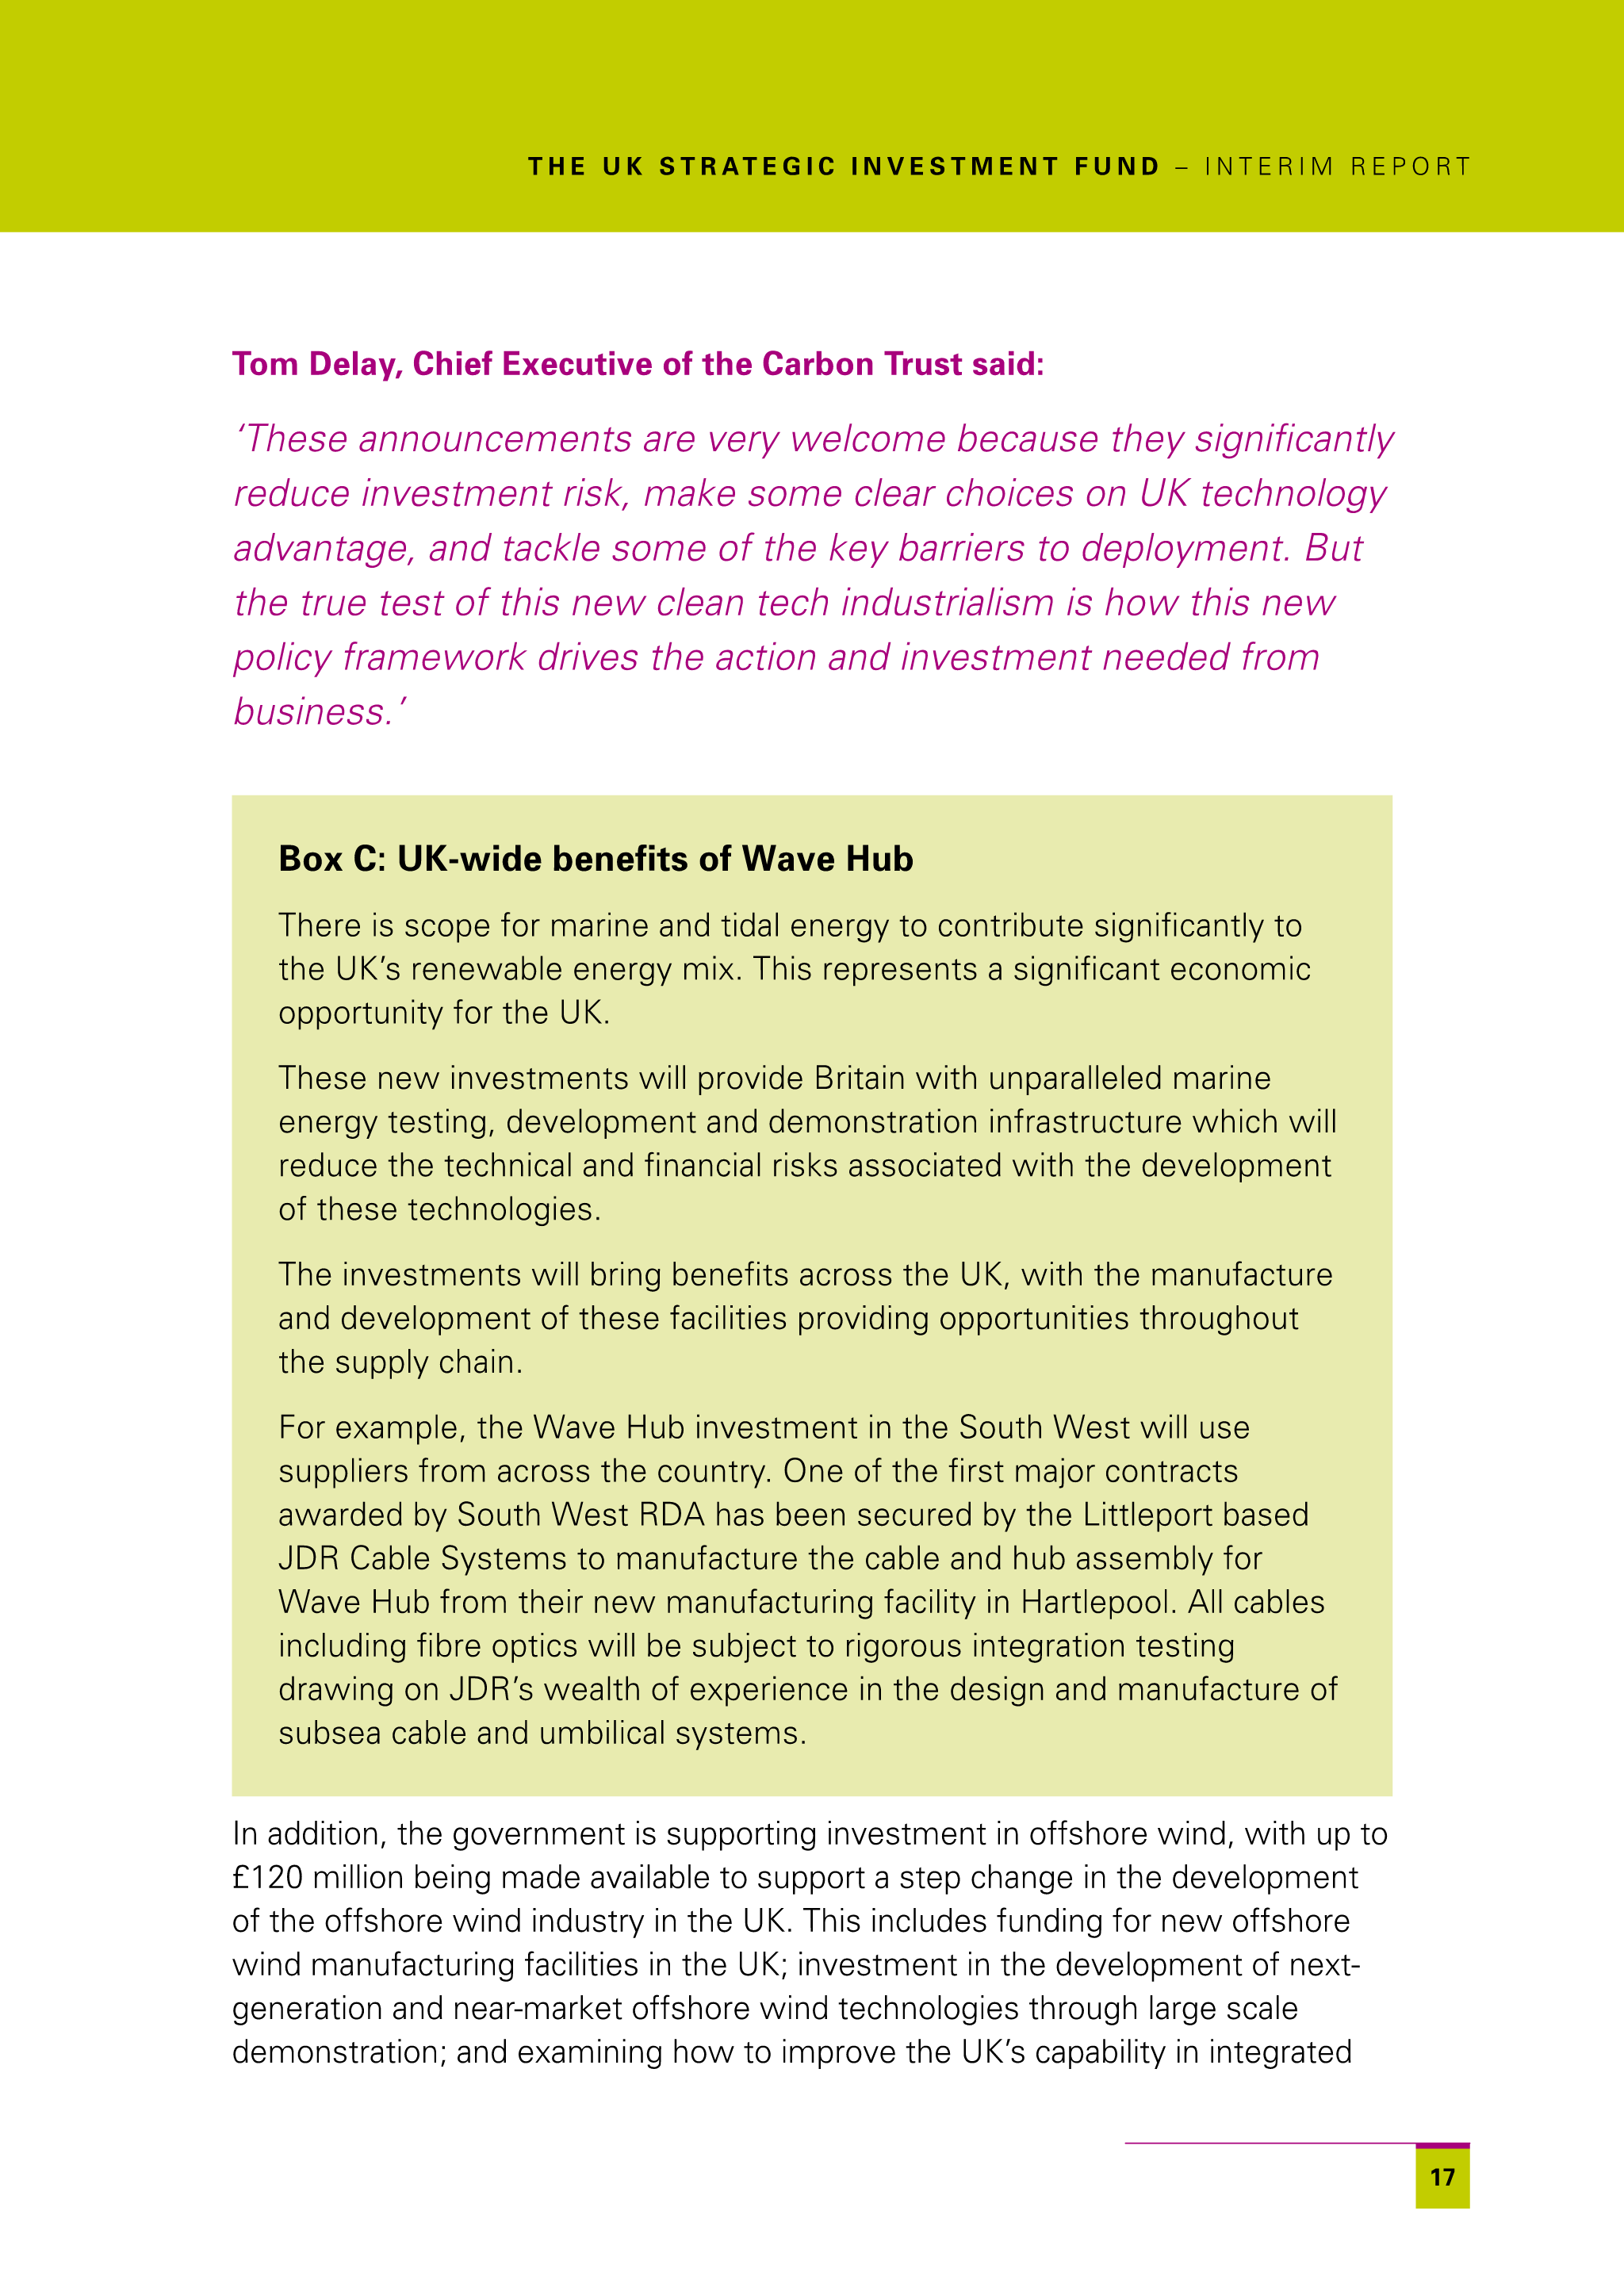 THE UK STRATEGIC INVESTMENT FUND – INTERIM REPORT
Tom Delay, Chief Executive of the Carbon Trust said:
‘These announcements are very welcome because they significantly
reduce investment risk, make some clear choices on UK technology
advantage, and tackle some of the key barriers to deployment. But
the true test of this new clean tech industrialism is how this new
policy framework drives the action and investment needed from
business.’
Box C: UK-wide benefits of Wave Hub
There is scope for marine and tidal energy to contribute significantly to
the UK’s renewable energy mix. This represents a significant economic
opportunity for the UK.
These new investments will provide Britain with unparalleled marine
energy testing, development and demonstration infrastructure which will
reduce the technical and financial risks associated with the development
of these technologies.
The investments will bring benefits across the UK, with the manufacture
and development of these facilities providing opportunities throughout
the supply chain.
For example, the Wave Hub investment in the South West will use
suppliers from across the country. One of the first major contracts
awarded by South West RDA has been secured by the Littleport based
JDR Cable Systems to manufacture the cable and hub assembly for
Wave Hub from their new manufacturing facility in Hartlepool. All cables
including fibre optics will be subject to rigorous integration testing
drawing on JDR’s wealth of experience in the design and manufacture of
subsea cable and umbilical systems.
In addition, the government is supporting investment in offshore wind, with up to
£120 million being made available to support a step change in the development
of the offshore wind industry in the UK. This includes funding for new offshore
wind manufacturing facilities in the UK; investment in the development of next-
generation and near-market offshore wind technologies through large scale
demonstration; and examining how to improve the UK’s capability in integrated
17